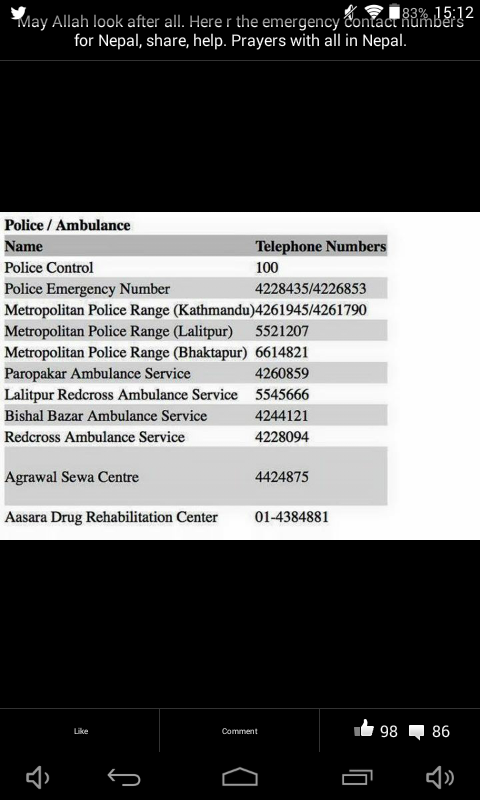 83% 15:12
May Allah look after all. Here r the emergency contact numbers
for Nepal, share, help. Prayers with all in Nepal.
Police / Ambulance
Name Telephone Numbers
Police Control 100
Police Emergency Number 4228435/4226853
Metropolitan Police Range (Kathmandu) 4261945/4261790
Metropolitan Police Range (Lalitpur) 5521207
Metropolitan Police Range (Bhaktapur) 6614821
Paropakar Ambulance Service 4260859
Lalitpur Redcross Ambulance Service 5545666
Bishal Bazar Ambulance Service 4244121
Redcross Ambulance Service 4228094
Agrawal Sewa Centre 4424875
Aasara Drug Rehabilitation Center 01-4384881
Like Comment 98 86